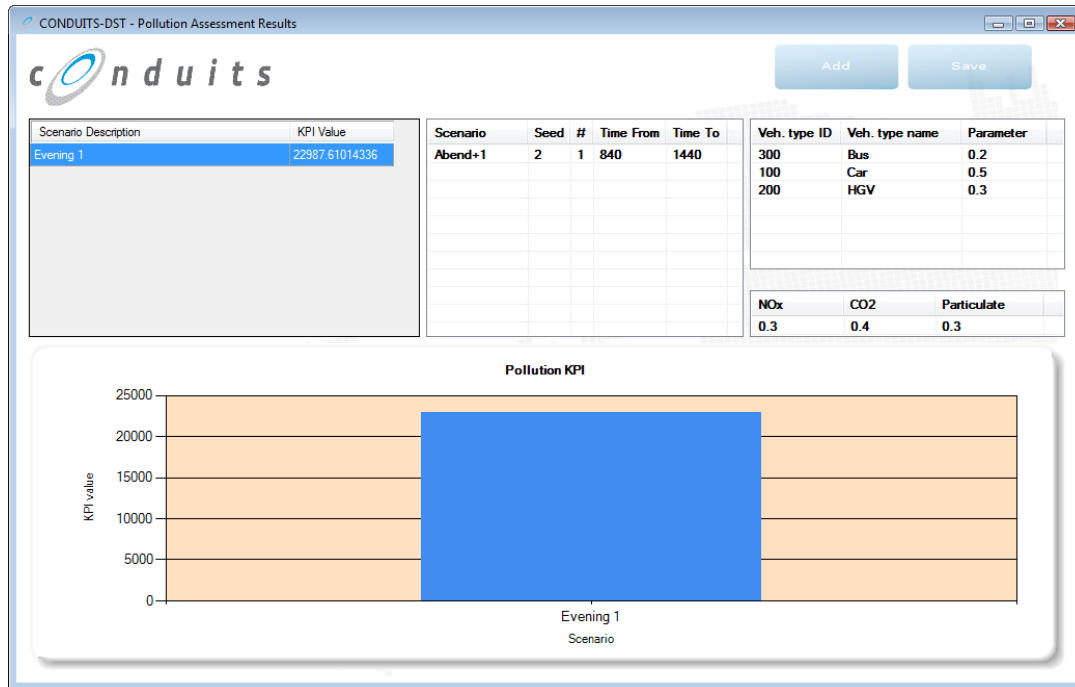 CONDUITS-DST - Pollution Assessment Results
conduits
Add
Save
Scenario Description KPI Value
Evening 1 22987.61014336
Scenario Seed # Time From Time To
Abend+1 2 1 840 1440
Veh. type ID Veh. type name Parameter
300 Bus 0.2
100 Car 0.5
200 HGV 0.3
NOx CO2 Particulate
0.3 0.4 0.3
Pollution KPI
25000
20000
15000
10000
5000
0
KPI value
Evening 1
Scenario